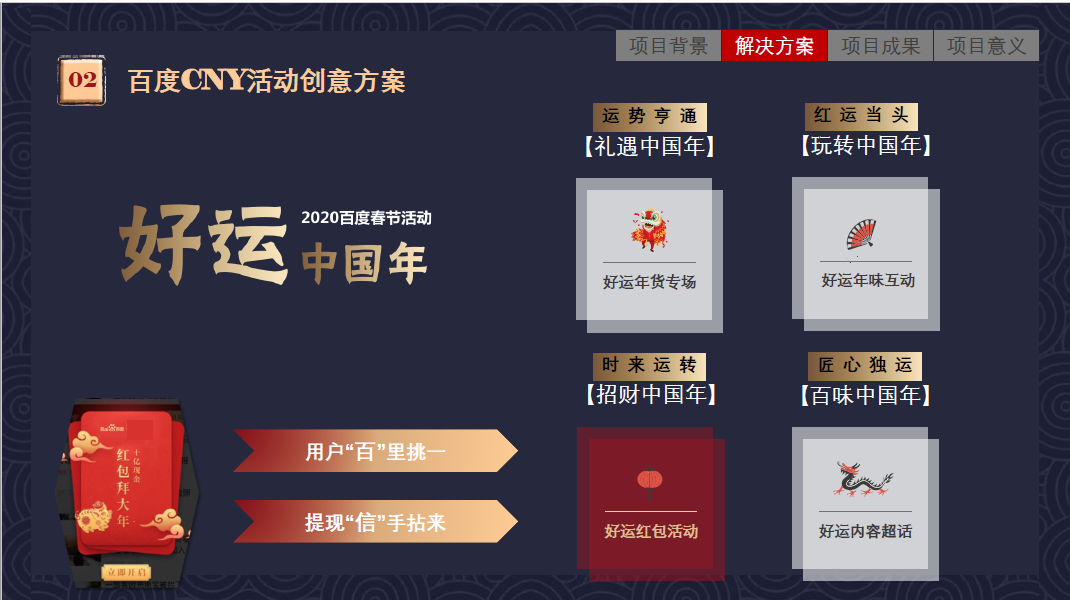 项目背景
解决方案
项目成果
项目意义
02
百度CNY活动创意方案
好运
2020百度春节活动
中国年
运势亨通
【礼遇中国年】
好运年货专场
红运当头
【玩转中国年】
好运年味互动
时来运转
【招财中国年】
好运红包活动
匠心独运
【百味中国年】
好运内容超话
十亿现金
红包拜大年
立即开启
用户“百”里挑一
提现“信”手拈来